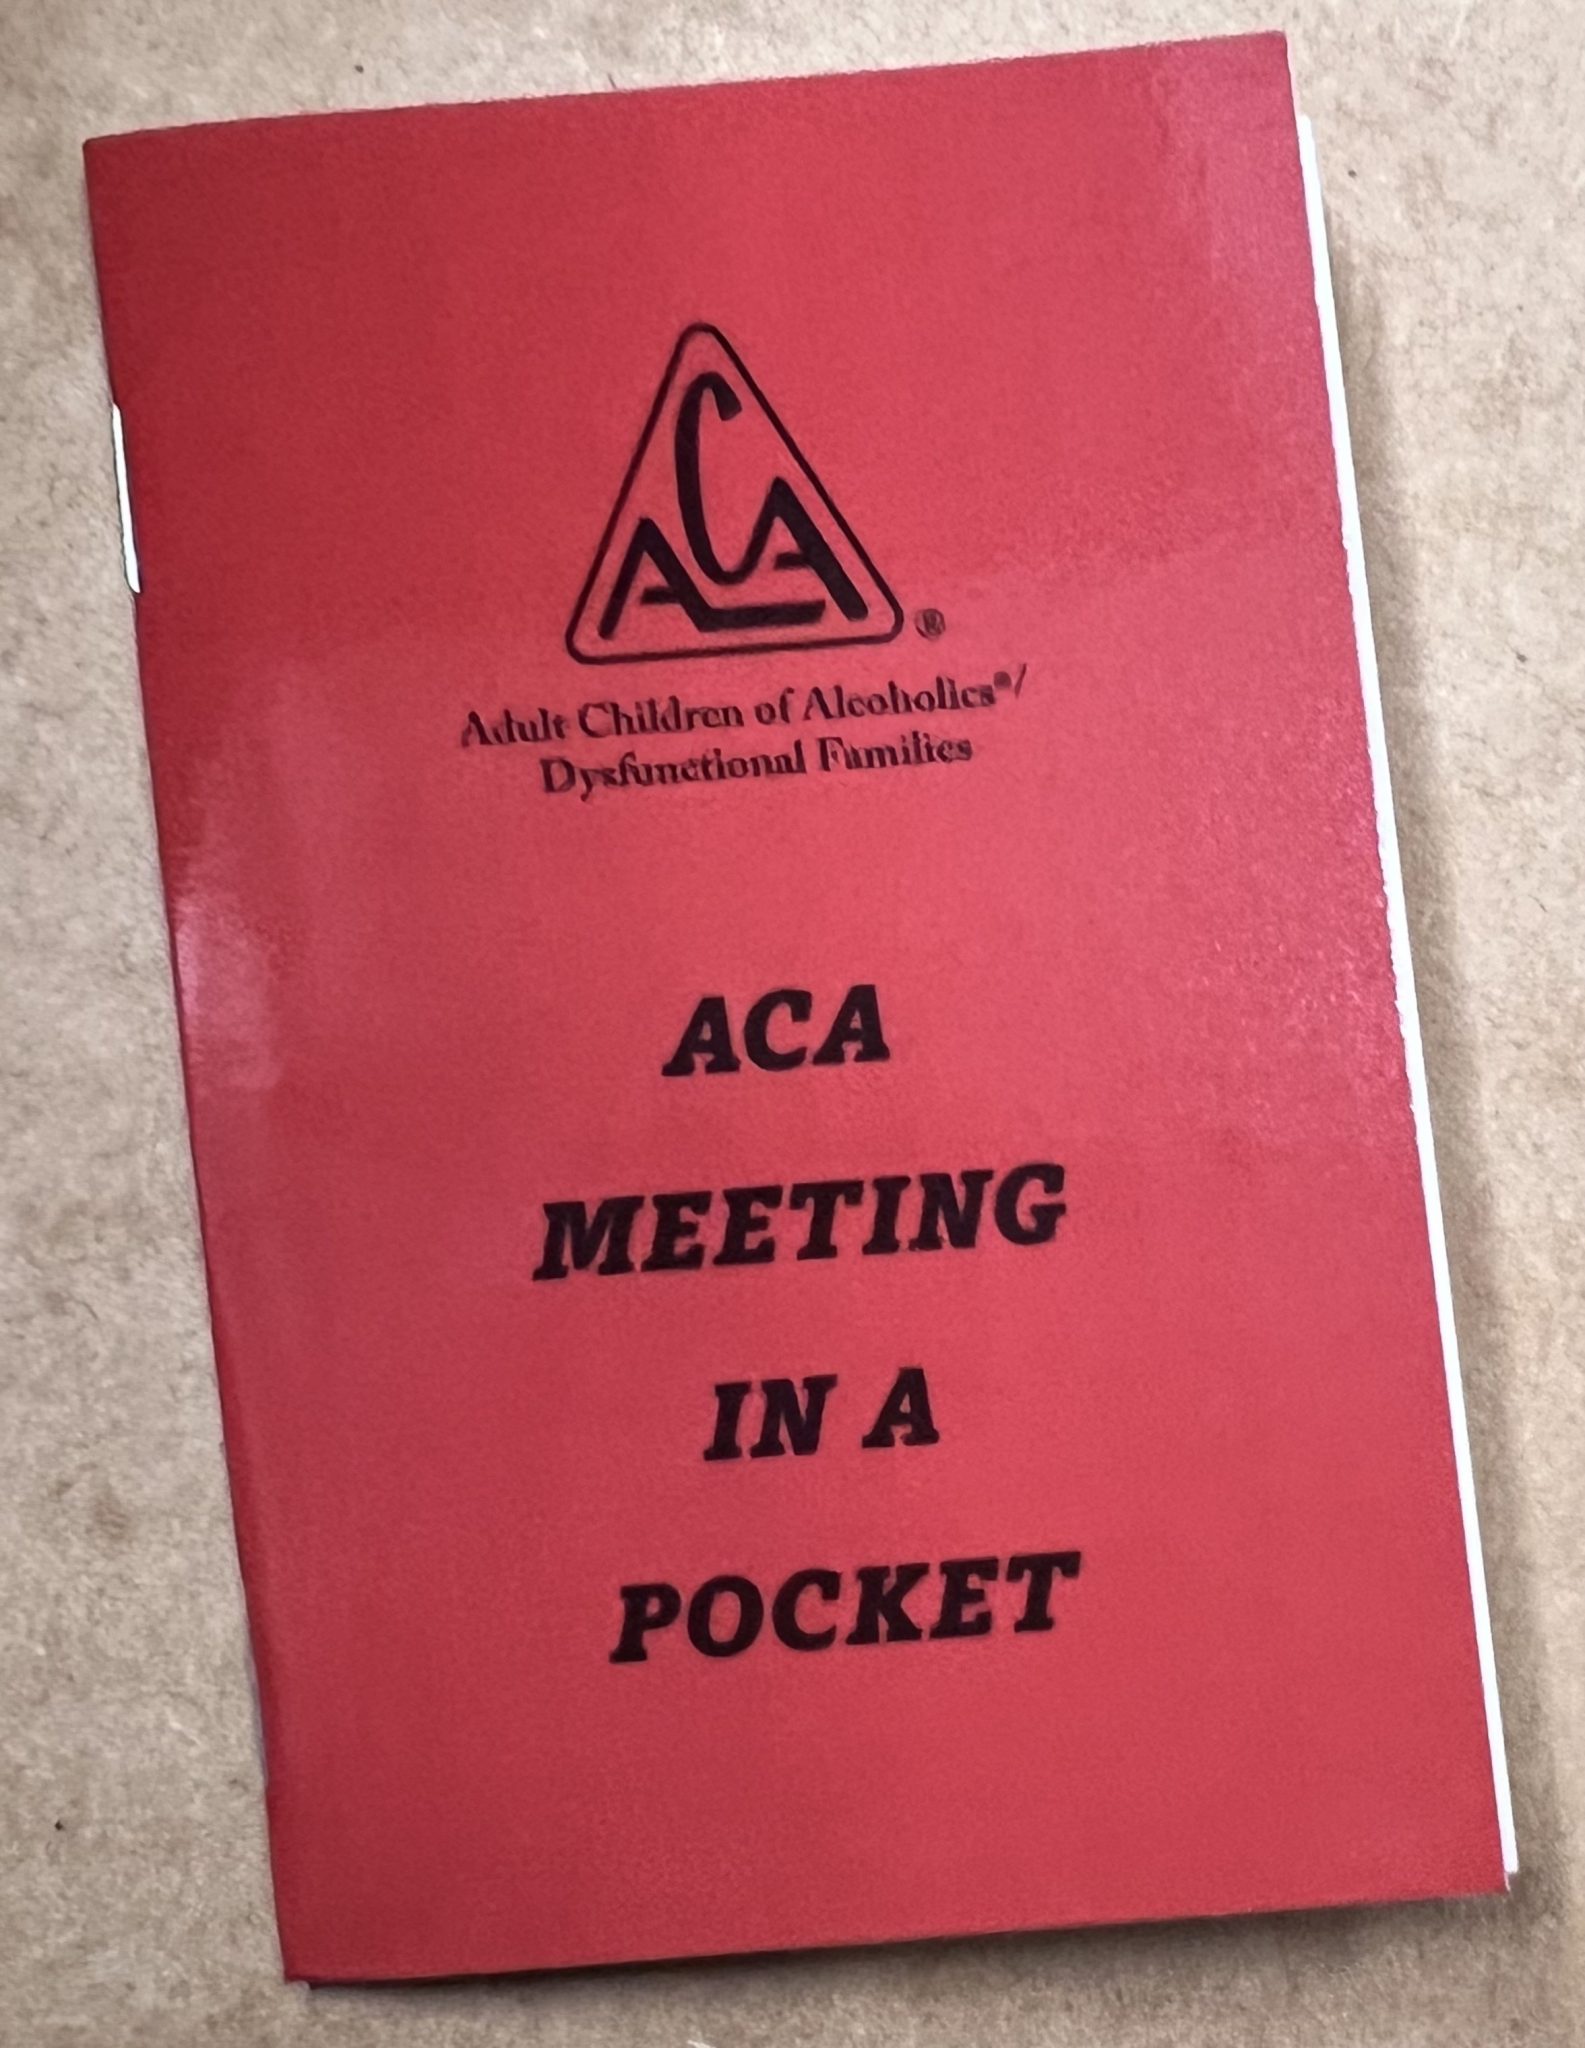 ACA
®
Adult Children of Alcoholics®/
Dysfunctional Families
ACA
MEETING
IN A
POCKET